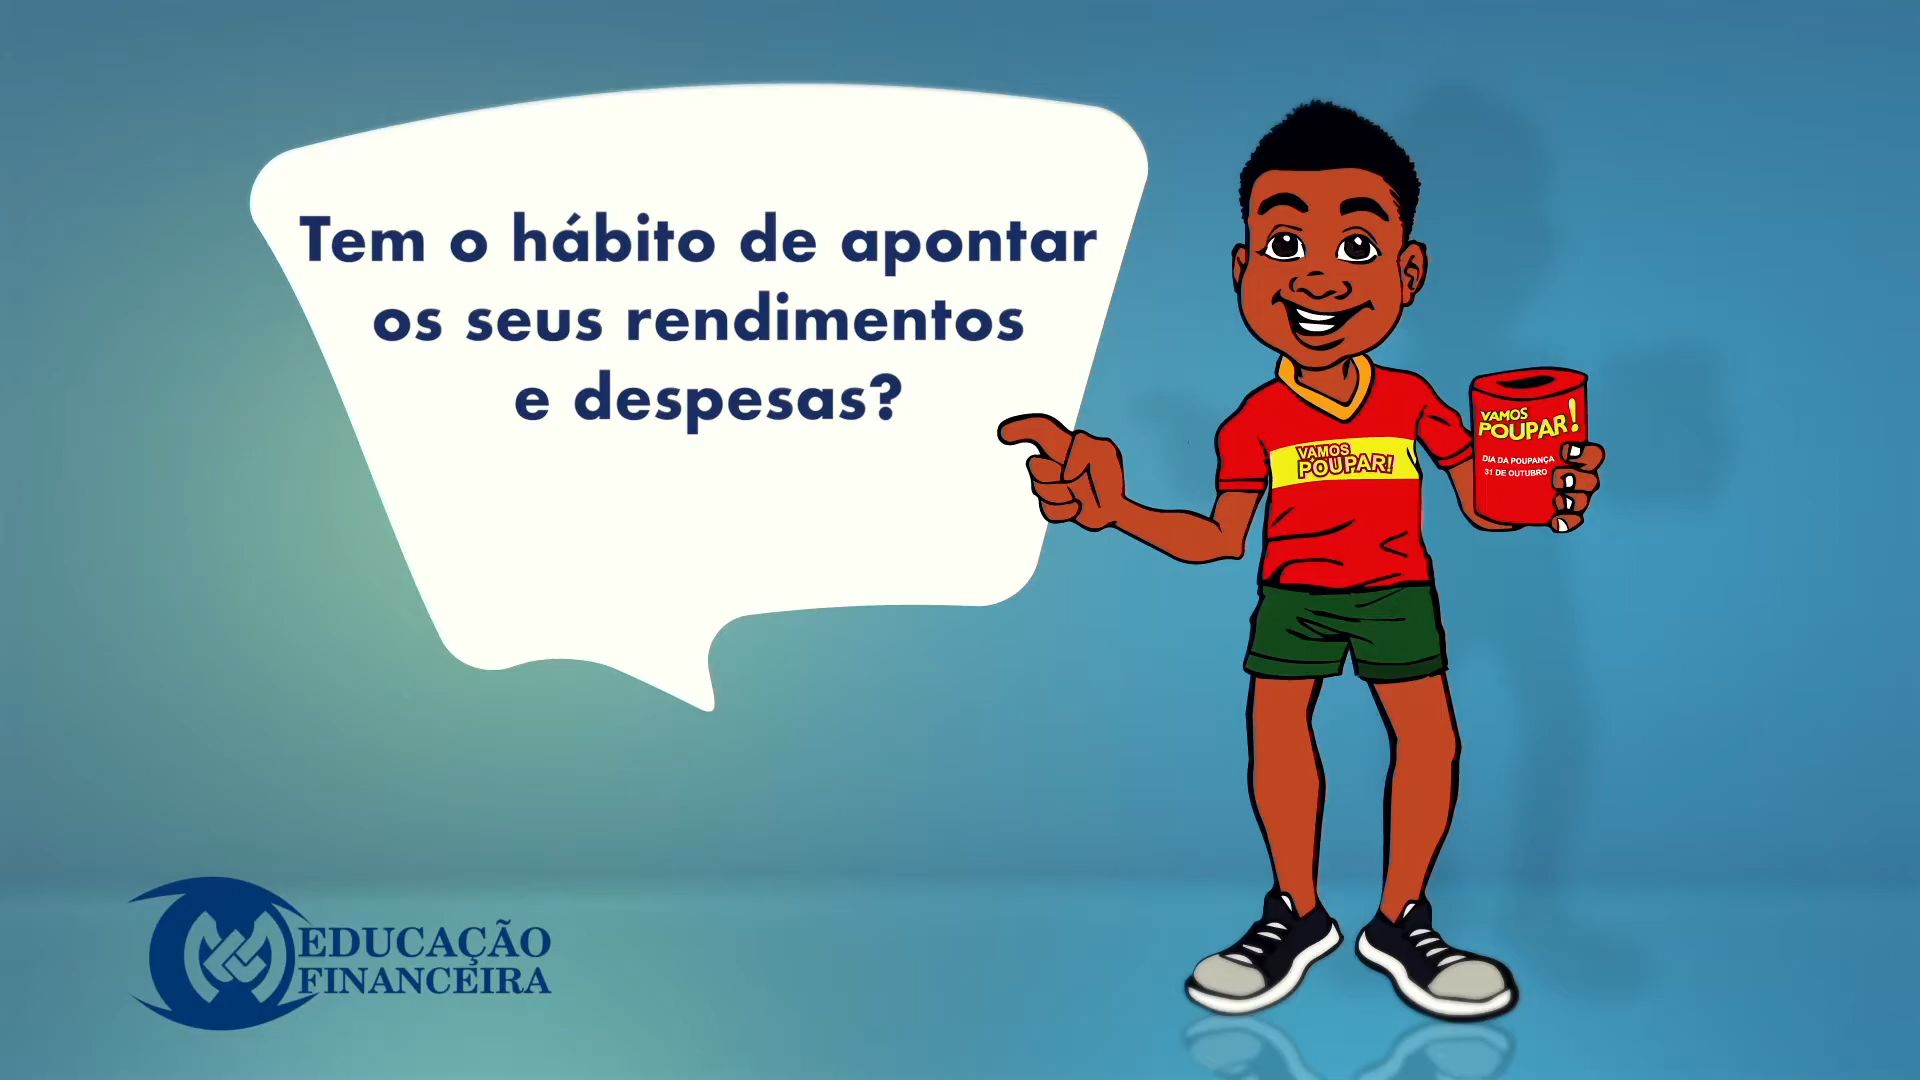 Tem o hábito de apontar
os seus rendimentos
e despesas?
VAMOS
POUPAR!
VAMOS
POUPAR!
DIA DA POUPANÇA
31 DE OUTUBRO
EDUCAÇÃO
FINANCEIRA